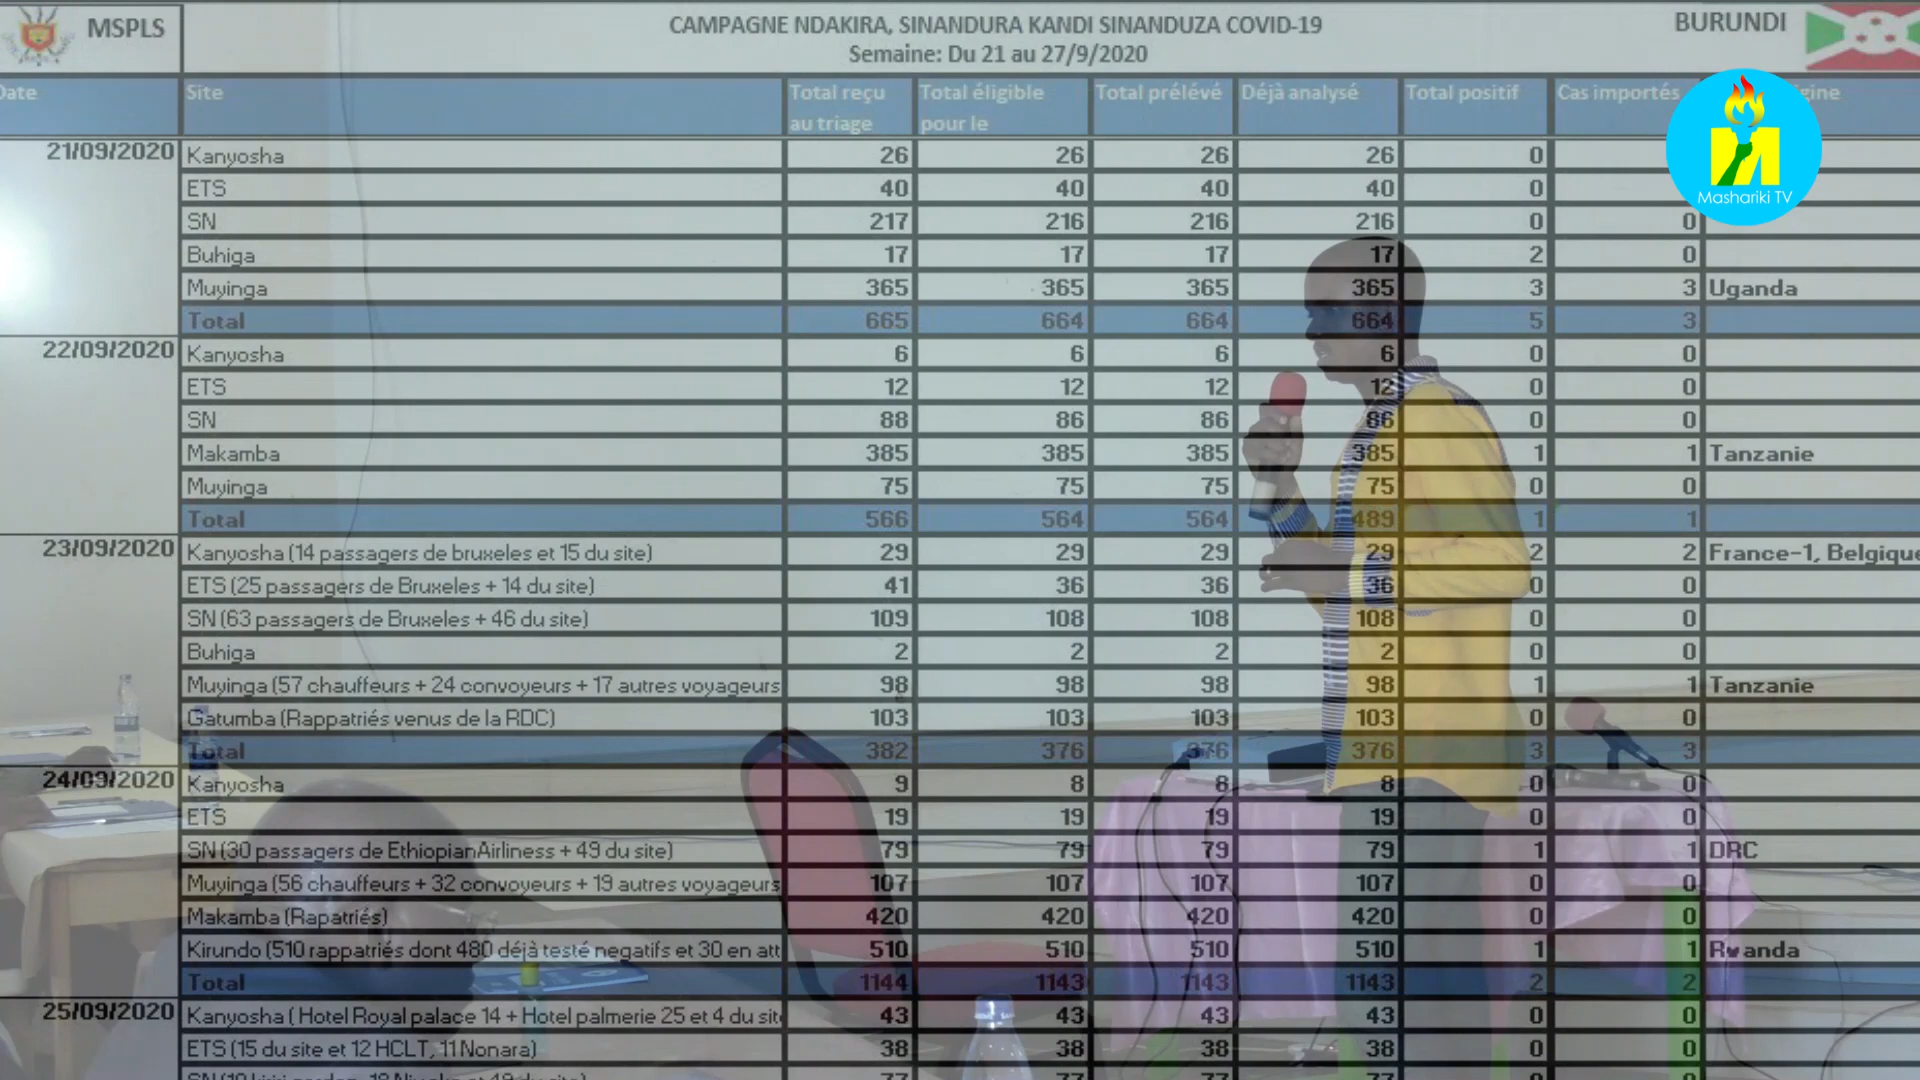 MSPLS
CAMPAGNE NDAKIRA, SINANDURA KANDI SINANDUZA COVID-19
Semaine: Du 21 au 27/9/2020
BURUNDI
Date Site Total reçu au triage Total éligible pour le Total prélévé Déjà analysé Total positif Cas importés
Mashariki TV
21/09/2020 Kanyosha 26 26 26 26 0
ETS 40 40 40 40 0
SN 217 216 216 216 0 0
Buhiga 17 17 17 17 2 0
Muyinga 365 365 365 365 3 3 Uganda
Total 665 664 664 664 5 3
22/09/2020 Kanyosha 6 6 6 6 0 0
ETS 12 12 12 12 0 0
SN 88 86 86 86 0 0
Makamba 385 385 385 385 1 1 Tanzanie
Muyinga 75 75 75 75 0 0
Total 566 564 564 489 1 1
23/09/2020 Kanyosha (14 passagers de bruxeles et 15 du site) 29 29 29 29 2 2 France-1, Belgique
ETS (25 passagers de Bruxeles + 14 du site) 41 36 36 36 0 0
SN (63 passagers de Bruxeles + 46 du site) 109 108 108 108 0 0
Buhiga 2 2 2 2 0 0
Muyinga (57 chauffeurs + 24 convoyeurs + 17 autres voyageurs 98 98 98 98 1 1 Tanzanie
Gatumba (Rappatriés venus de la RDC) 103 103 103 103 0 0
Total 382 376 376 376 3 3
24/09/2020 Kanyosha 9 8 8 8 0 0
ETS 19 19 19 19 0 0
SN (30 passagers de EthiopianAirliness + 49 du site) 79 79 79 79 1 1 DRC
Muyinga (56 chauffeurs + 32 convoyeurs + 19 autres voyageurs 107 107 107 107 0 0
Makamba (Rapatriés) 420 420 420 420 0 0
Kirundo (510 rappatriés dont 480 déjà testé negatifs et 30 en att 510 510 510 510 1 1 Rwanda
Total 1144 1143 1143 1143 2 2
25/09/2020 Kanyosha ( Hotel Royal palace 14 + Hotel palmerie 25 et 4 du site 43 43 43 43 0 0
ETS (15 du site et 12 HCLT, 11 Nonara) 38 38 38 38 0 0
77 77 77 77 0 0